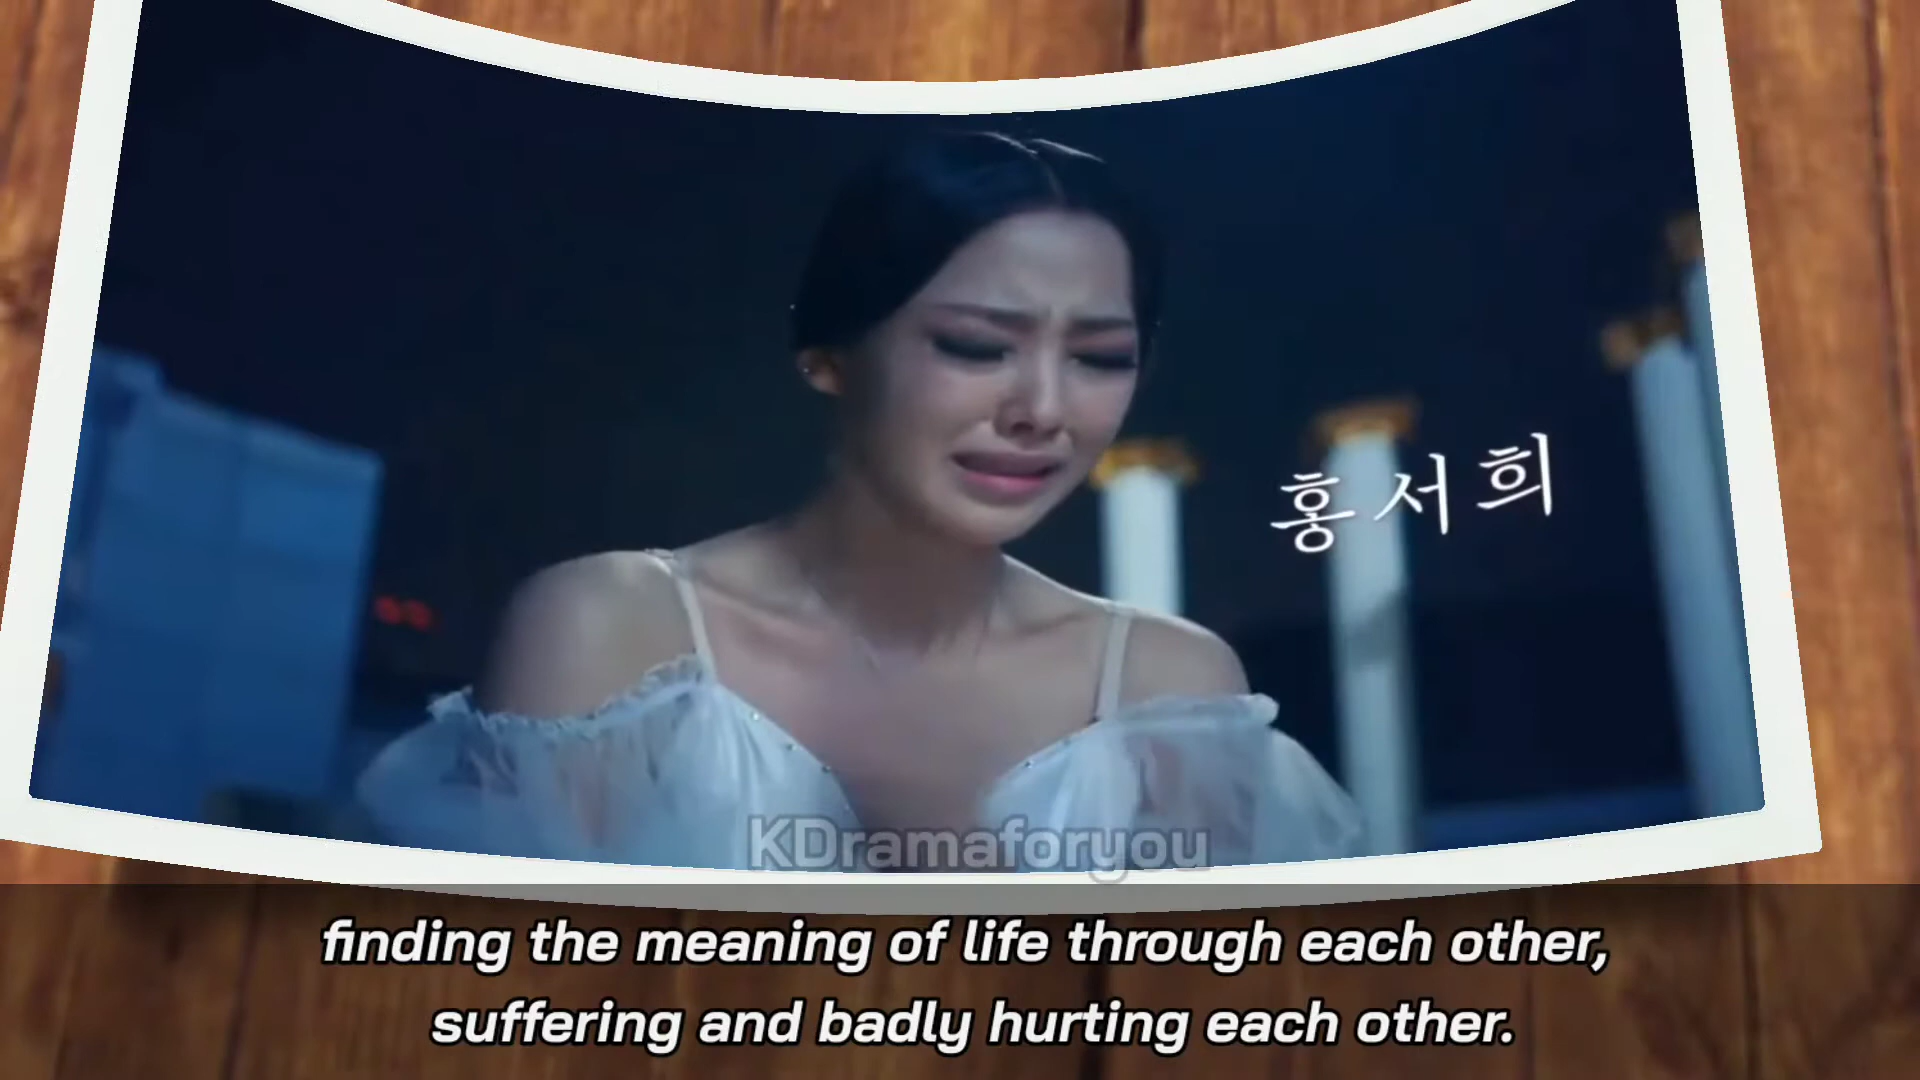 홍서희
KDramaforyou
finding the meaning of life through each other,
suffering and badly hurting each other.